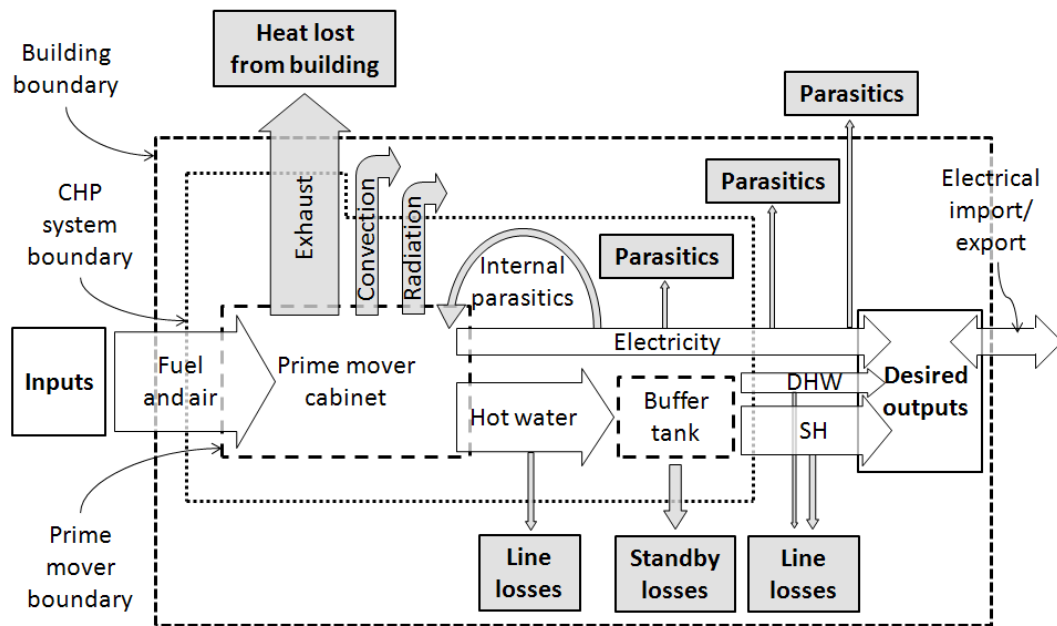 Heat lost
from building
Building
boundary
Parasitics
CHP
system
boundary
Exhaust
Convection
Radiation
Parasitics
Electrical
import/
export
Internal
parasitics
Parasitics
Inputs
Fuel
and air
Prime mover
cabinet
Electricity
Hot water
Buffer
tank
DHW
SH
Desired
outputs
Prime
mover
boundary
Line
losses
Standby
losses
Line
losses